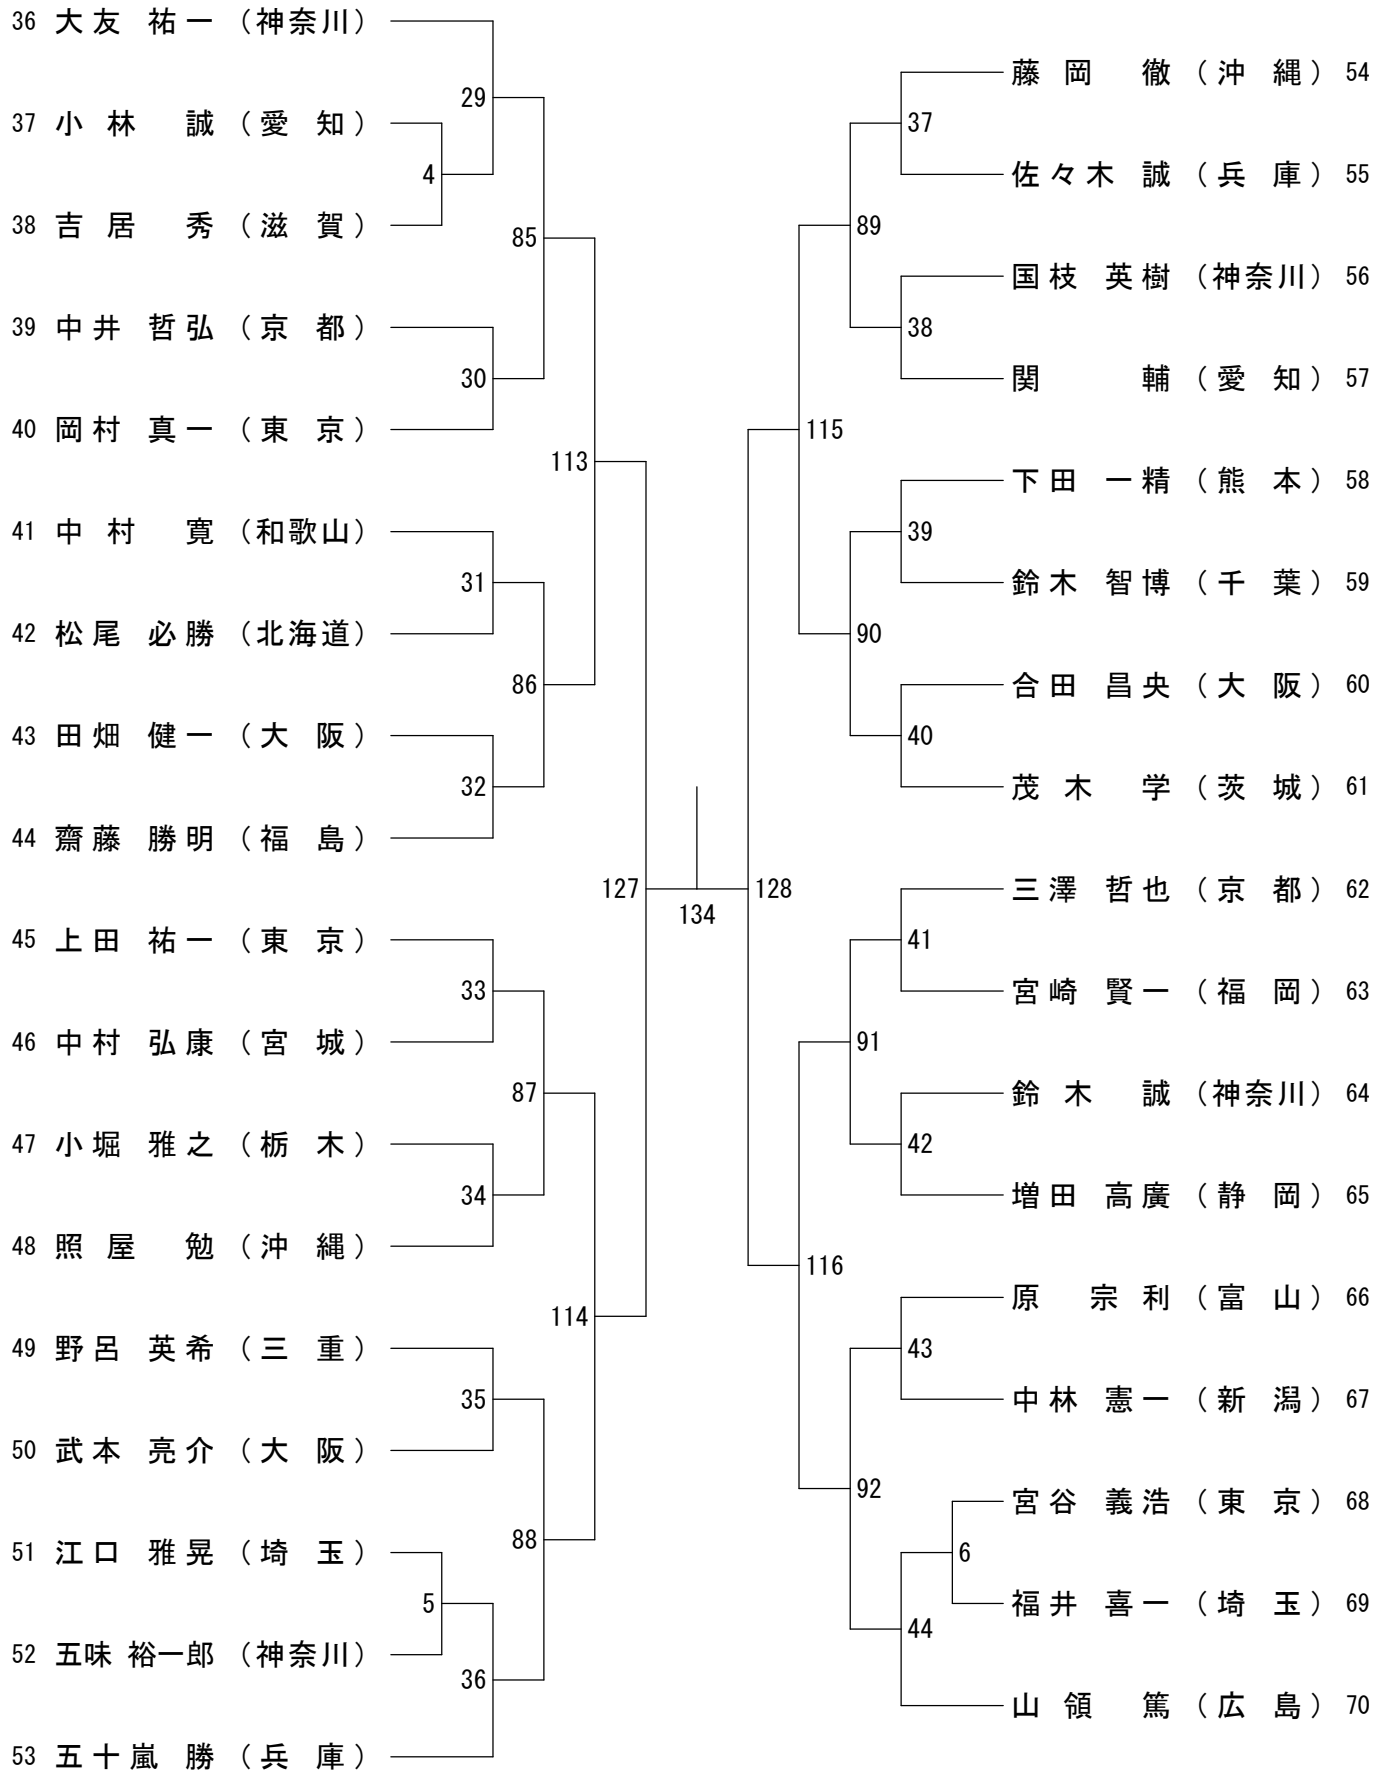 36 大友 祐一 （神奈川）
29
37 小林 誠 （愛知）
4
38 吉居 秀 （滋賀）
85
39 中井 哲弘 （京都）
30
40 岡村 真一 （東京）
113
41 中村 寛 （和歌山）
31
42 松尾 必勝 （北海道）
86
43 田畑 健一 （大阪）
32
44 齋藤 勝明 （福島）
127
45 上田 祐一 （東京）
33
46 中村 弘康 （宮城）
87
47 小堀 雅之 （栃木）
34
48 照屋 勉 （沖縄）
114
49 野呂 英希 （三重）
35
50 武本 亮介 （大阪）
88
51 江口 雅晃 （埼玉）
5
52 五味 裕一郎 （神奈川）
36
53 五十嵐 勝 （兵庫）
134
藤岡 徹 （沖縄） 54
37
佐々木 誠 （兵庫） 55
89
国枝 英樹 （神奈川） 56
38
関 輔 （愛知） 57
115
下田 一精 （熊本） 58
39
鈴木 智博 （千葉） 59
90
合田 昌央 （大阪） 60
40
茂木 学 （茨城） 61
128
三澤 哲也 （京都） 62
41
宮崎 賢一 （福岡） 63
91
鈴木 誠 （神奈川） 64
42
増田 高廣 （静岡） 65
116
原 宗利 （富山） 66
43
中林 憲一 （新潟） 67
92
宮谷 義浩 （東京） 68
6
福井 喜一 （埼玉） 69
44
山領 篤 （広島） 70